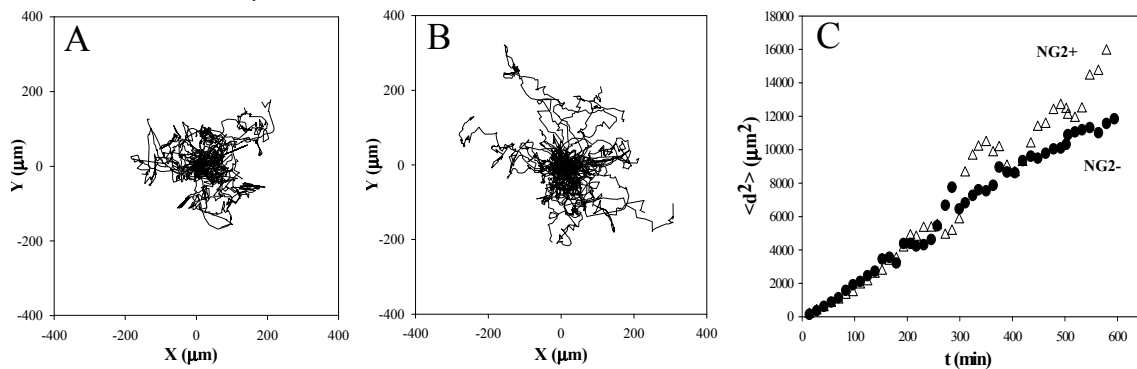 A
Y (μm)
400
200
0
-200
-400
-400 -200 0 200 400
X (μm)
B
Y (μm)
400
200
0
-200
-400
-400 -200 0 200 400
X (μm)
C
<d²> (μm²)
18000
16000
14000
12000
10000
8000
6000
4000
2000
0
NG2+
NG2-
0 100 200 300 400 500 600
t (min)